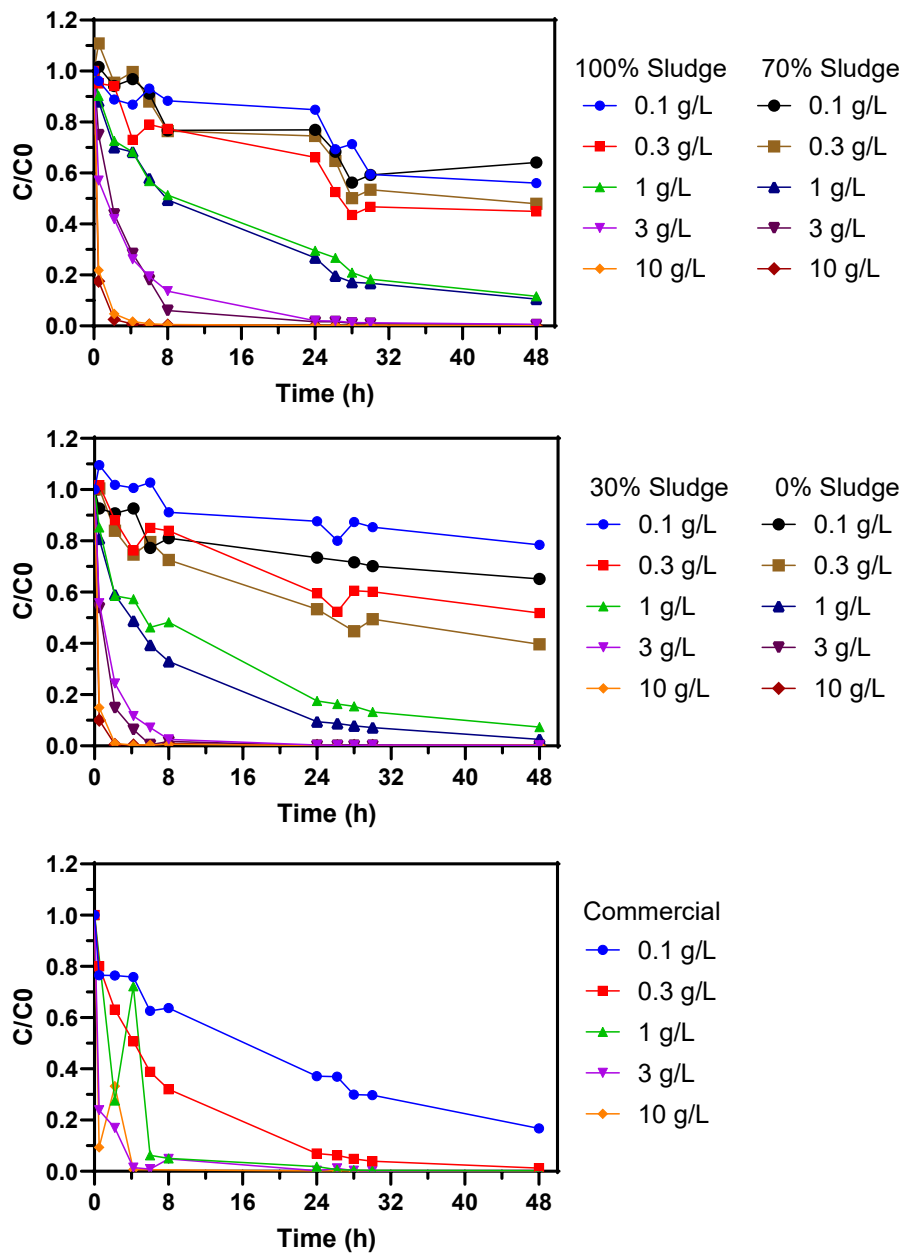 1.2
1.0
0.8
0.6
0.4
0.2
0.0
C/C0
0 8 16 24 32 40 48
Time (h)
100% Sludge 70% Sludge
0.1 g/L 0.1 g/L
0.3 g/L 0.3 g/L
1 g/L 1 g/L
3 g/L 3 g/L
10 g/L 10 g/L
1.2
1.0
0.8
0.6
0.4
0.2
0.0
C/C0
0 8 16 24 32 40 48
Time (h)
30% Sludge 0% Sludge
0.1 g/L 0.1 g/L
0.3 g/L 0.3 g/L
1 g/L 1 g/L
3 g/L 3 g/L
10 g/L 10 g/L
1.2
1.0
0.8
0.6
0.4
0.2
0.0
C/C0
0 8 16 24 32 40 48
Time (h)
Commercial
0.1 g/L
0.3 g/L
1 g/L
3 g/L
10 g/L